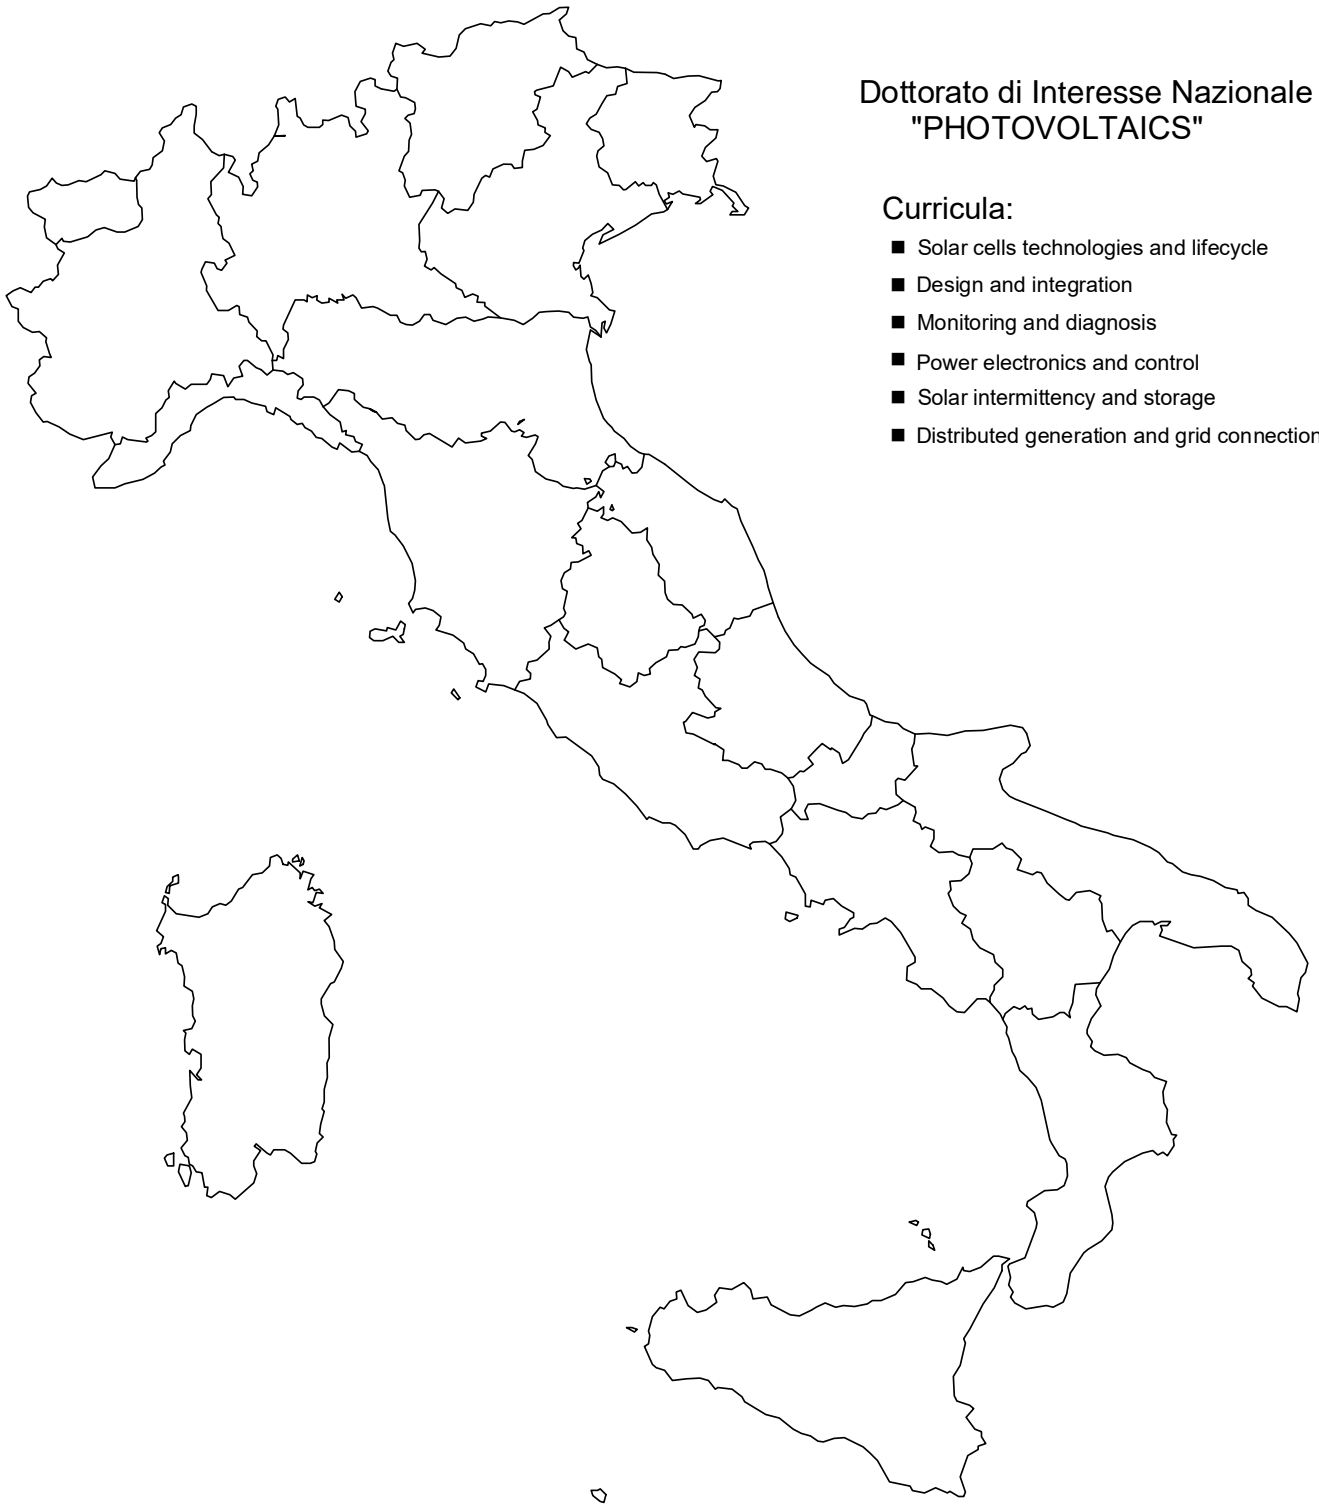 Dottorato di Interesse Nazionale
"PHOTOVOLTAICS"
Curricula:
■ Solar cells technologies and lifecycle
■ Design and integration
■ Monitoring and diagnosis
■ Power electronics and control
■ Solar intermittency and storage
■ Distributed generation and grid connection